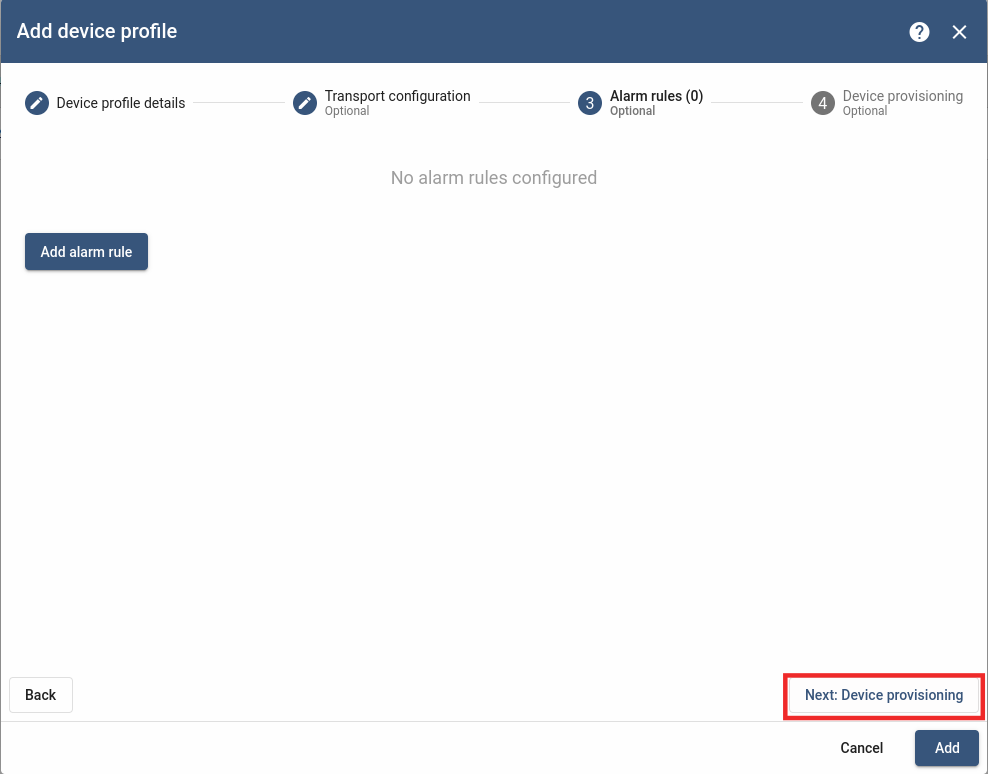 Add device profile
?
Device profile details
Transport configuration
Optional
3
Alarm rules (0)
Optional
4
Device provisioning
Optional
No alarm rules configured
Add alarm rule
Back
Next: Device provisioning
Cancel
Add